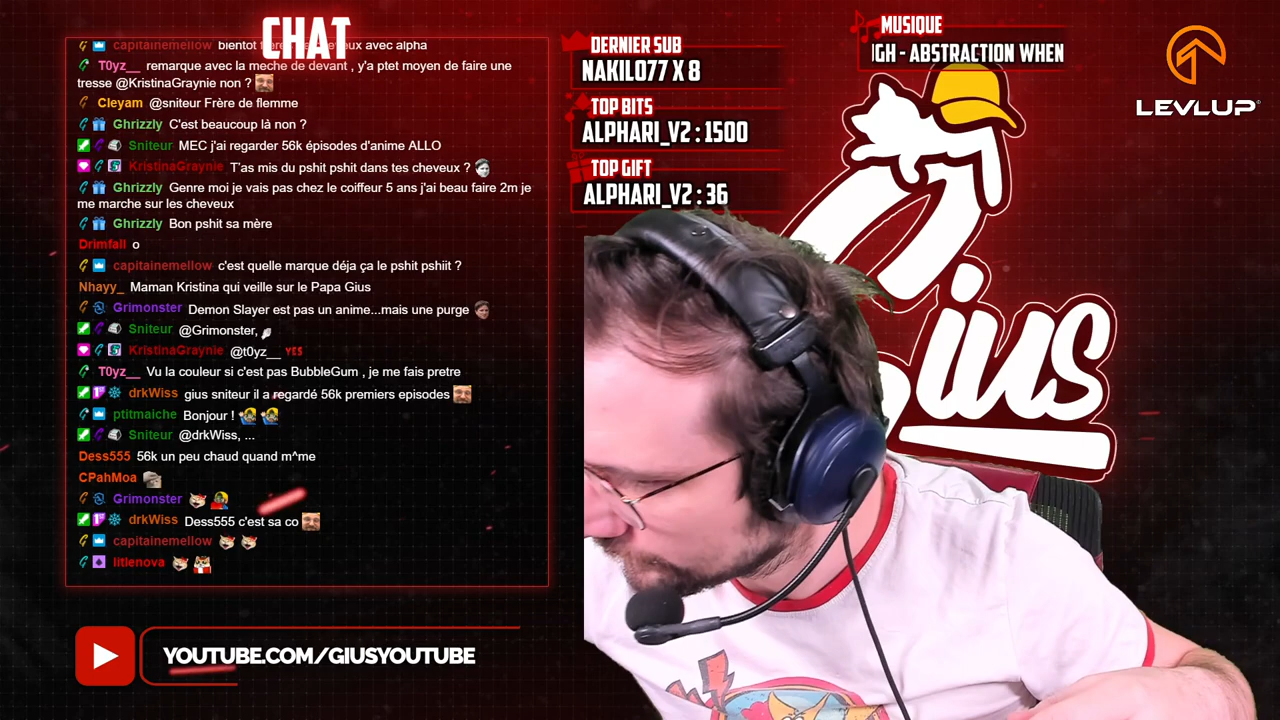 CHAT
capitainemellow bientot frères de cheveux avec alpha
T0yz__ remarque avec la meche de devant , y'a ptet moyen de faire une
tresse @KristinaGraynie non ?
Cleyam @sniteur Frère de flemme
Ghrizzly C'est beaucoup là non ?
Sniteur MEC j'ai regarder 56k épisodes d'anime ALLO
KristinaGraynie T'as mis du pshit pshit dans tes cheveux ?
Ghrizzly Genre moi je vais pas chez le coiffeur 5 ans j'ai beau faire 2m je
me marche sur les cheveux
Ghrizzly Bon pshit sa mère
Drimfall o
capitainemellow c'est quelle marque déja ça le pshit pshiit ?
Nhayy_ Maman Kristina qui veille sur le Papa Gius
Grimonster Demon Slayer est pas un anime...mais une purge
Sniteur @Grimonster,
KristinaGraynie @t0yz__ YES
T0yz__ Vu la couleur si c'est pas BubbleGum , je me fais pretre
drkWiss gius sniteur il a regardé 56k premiers episodes
ptitmaiche Bonjour !
Sniteur @drkWiss, ...
Dess555 56k un peu chaud quand m^me
CPahMoa
Grimonster
drkWiss Dess555 c'est sa co
capitainemellow
litlenova
YOUTUBE.COM/GIUSYOUTUBE
DERNIER SUB
NAKILO77 X 8
TOP BITS
ALPHARI_V2 : 1500
TOP GIFT
ALPHARI_V2 : 36
MUSIQUE
IGH - ABSTRACTION WHEN
LEVLUP
Gius